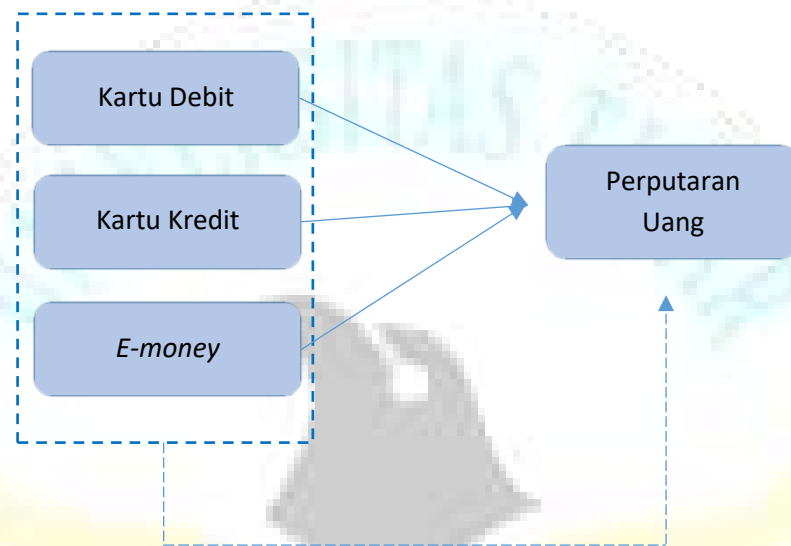 Kartu Debit
Kartu Kredit
E-money
Perputaran
Uang